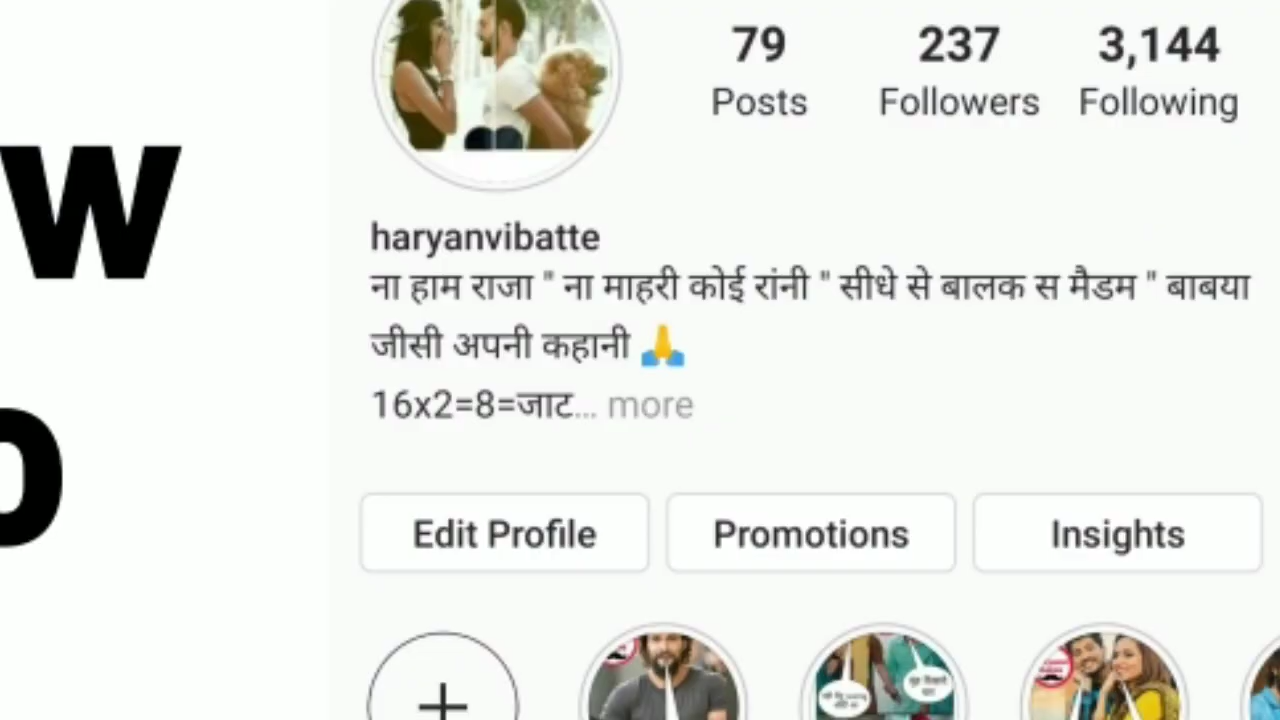 w
79 237 3,144
Posts Followers Following
haryanvibatte
ना हाम राजा " ना माहरी कोई रांनी " सीधे से बालक स मैडम " बाबया
जीसी अपनी कहानी 🙏
16x2=8=जाट... more
Edit Profile Promotions Insights